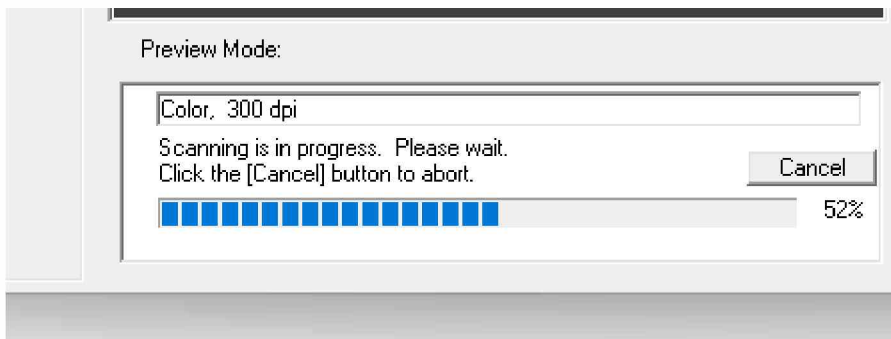 Preview Mode:
Color, 300 dpi
Scanning is in progress. Please wait.
Click the [Cancel] button to abort.
Cancel
52%